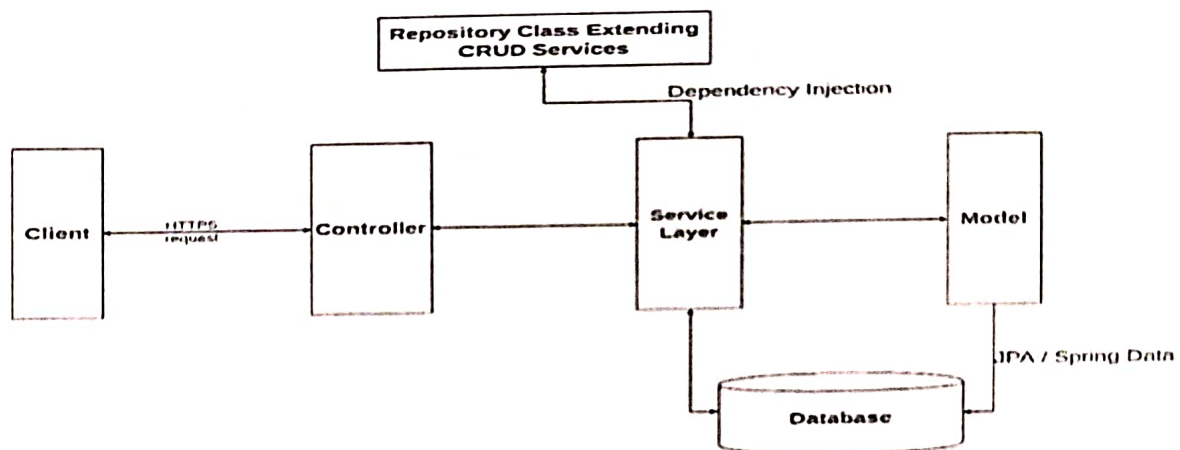 Repository Class Extending
CRUD Services
Dependency Injection
Client
HTTPS
request
Controller
Service
Layer
Model
JPA / Spring Data
Database